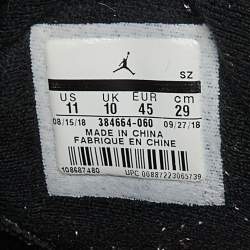 SZ
US UK EUR cm
11 10 45 29
08/15/18 384664-060 09/27/18
MADE IN CHINA
FABRIQUE EN CHINE
108687480
UPC 00887223065739